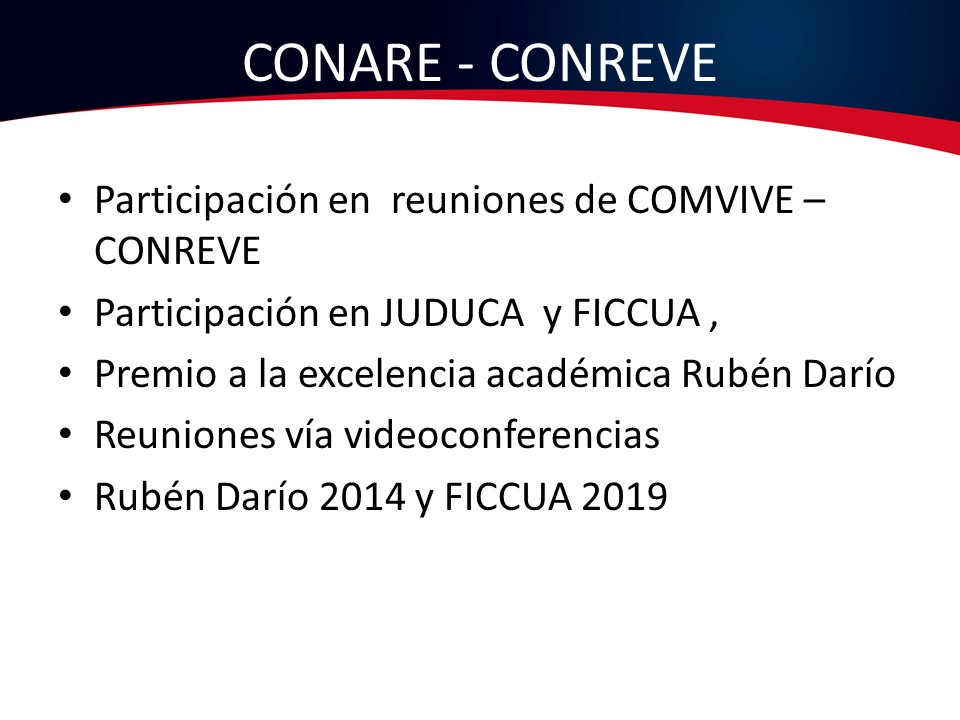 CONARE - CONREVE
• Participación en  reuniones de COMVIVE –
CONREVE
• Participación en JUDUCA  y FICCUA ,
• Premio a la excelencia académica Rubén Darío
• Reuniones vía videoconferencias
• Rubén Darío 2014 y FICCUA 2019